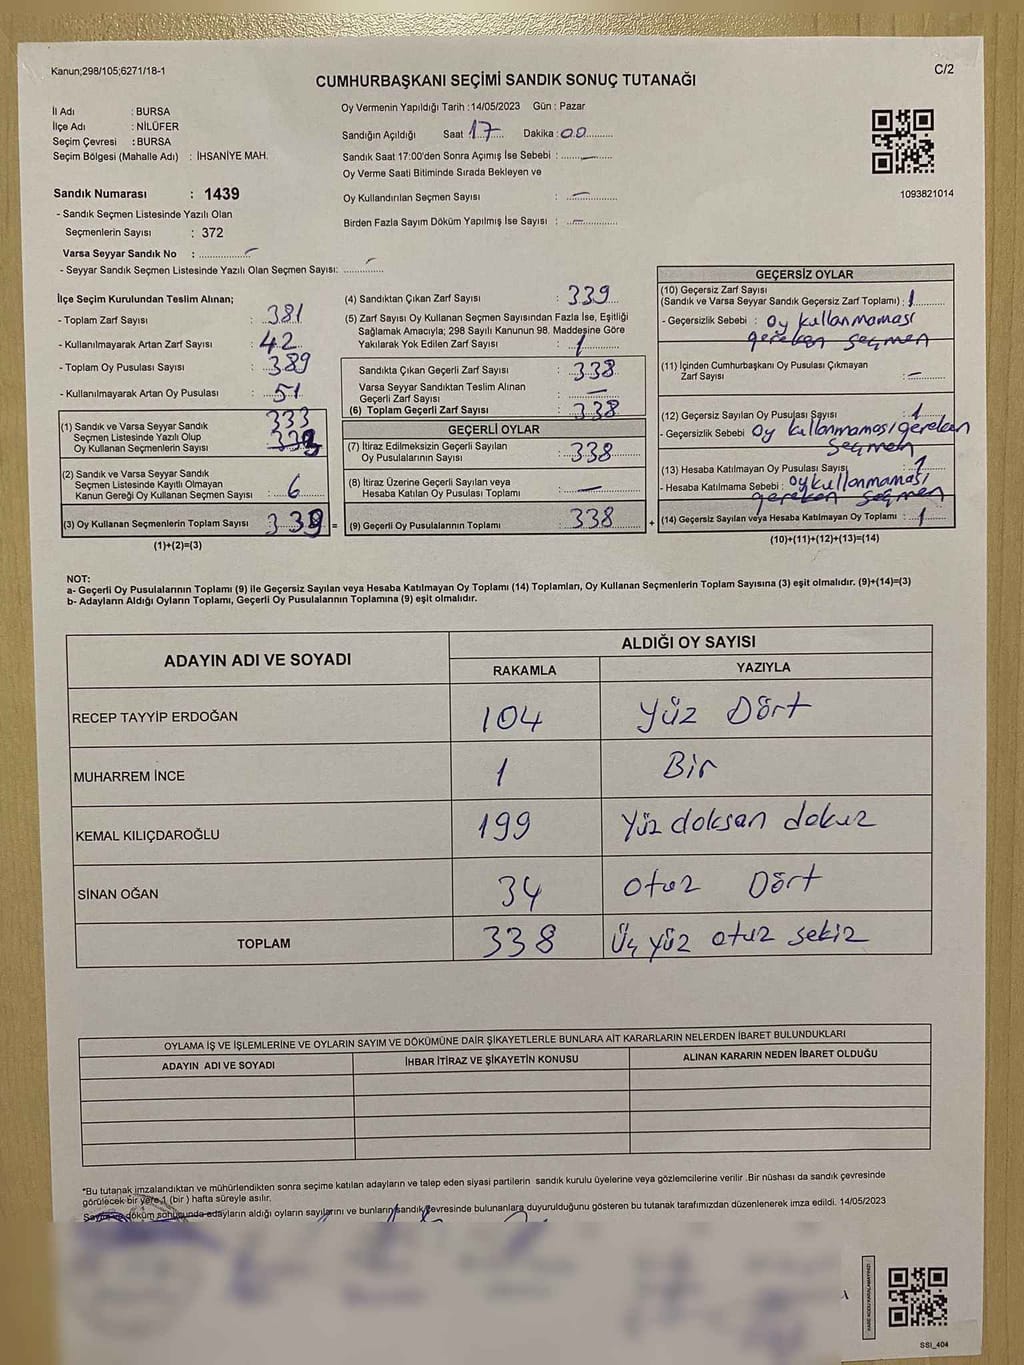 Kanun;298/105;6271/18-1
C/2
CUMHURBAŞKANI SEÇİMİ SANDIK SONUÇ TUTANAĞI
İl Adı : BURSA
İlçe Adı : NİLÜFER
Seçim Çevresi : BURSA
Seçim Bölgesi (Mahalle Adı) : İHSANİYE MAH.
Sandık Numarası : 1439
- Sandık Seçmen Listesinde Yazılı Olan
Seçmenlerin Sayısı : 372
Varsa Seyyar Sandık No : -
- Seyyar Sandık Seçmen Listesinde Yazılı Olan Seçmen Sayısı: -
Oy Vermenin Yapıldığı Tarih :14/05/2023 Gün : Pazar
Sandığın Açıldığı Saat 17 Dakika : 00
Sandık Saat 17:00'den Sonra Açımış İse Sebebi : -
Oy Verme Saati Bitiminde Sırada Bekleyen ve
Oy Kullandırılan Seçmen Sayısı : -
Birden Fazla Sayım Döküm Yapılmış İse Sayısı : -
1093821014
İlçe Seçim Kurulundan Teslim Alınan;
- Toplam Zarf Sayısı : 381
- Kullanılmayarak Artan Zarf Sayısı : 42
- Toplam Oy Pusulası Sayısı : 389
- Kullanılmayarak Artan Oy Pusulası : 51
(1) Sandık ve Varsa Seyyar Sandık 333
Seçmen Listesinde Yazılı Olup
Oy Kullanan Seçmenlerin Sayısı
(2) Sandık ve Varsa Seyyar Sandık
Seçmen Listesinde Kayıtlı Olmayan
Kanun Gereği Oy Kullanan Seçmen Sayısı : 6
(3) Oy Kullanan Seçmenlerin Toplam Sayısı : 339 =
(1)+(2)=(3)
(4) Sandıktan Çıkan Zarf Sayısı : 339
(5) Zarf Sayısı Oy Kullanan Seçmen Sayısından Fazla İse, Eşitliği
Sağlamak Amacıyla; 298 Sayılı Kanunun 98. Maddesine Göre
Yakılarak Yok Edilen Zarf Sayısı : 1
Sandıkta Çıkan Geçerli Zarf Sayısı : 338
Varsa Seyyar Sandıktan Teslim Alınan
Geçerli Zarf Sayısı : -
(6) Toplam Geçerli Zarf Sayısı : 338
GEÇERLİ OYLAR
(7) İtiraz Edilmeksizin Geçerli Sayılan
Oy Pusulalarının Sayısı : 338
(8) İtiraz Üzerine Geçerli Sayılan veya
Hesaba Katılan Oy Pusulası Toplamı : -
(9) Geçerli Oy Pusulalarının Toplamı : 338 +
GEÇERSİZ OYLAR
(10) Geçersiz Zarf Sayısı
(Sandık ve Varsa Seyyar Sandık Geçersiz Zarf Toplamı) : 1
- Geçersizlik Sebebi : Oy kullanmaması
gereken seçmen
(11) İçinden Cumhurbaşkanı Oy Pusulası Çıkmayan
Zarf Sayısı : -
(12) Geçersiz Sayılan Oy Pusulası Sayısı : 1
- Geçersizlik Sebebi Oy kullanması gereken
seçmen
(13) Hesaba Katılmayan Oy Pusulası Sayısı : 1
- Hesaba Katılmama Sebebi : oy kullanmaması
gereken seçmen
(14) Geçersiz Sayılan veya Hesaba Katılmayan Oy Toplamı : 1
(10)+(11)+(12)+(13)=(14)
NOT:
a- Geçerli Oy Pusulalarının Toplamı (9) ile Geçersiz Sayılan veya Hesaba Katılmayan Oy Toplamı (14) Toplamları, Oy Kullanan Seçmenlerin Toplam Sayısına (3) eşit olmalıdır. (9)+(14)=(3)
b- Adayların Aldığı Oyların Toplamı, Geçerli Oy Pusulalarının Toplamına (9) eşit olmalıdır.
ADAYIN ADI VE SOYADI
ALDIĞI OY SAYISI
RAKAMLA YAZIYLA
RECEP TAYYİP ERDOĞAN 104 Yüz Dört
MUHARREM İNCE 1 Bir
KEMAL KILIÇDAROĞLU 199 Yüz doksan dokuz
SİNAN OĞAN 34 otuz Dört
TOPLAM 338 Üç yüz otuz sekiz
OYLAMA İŞ VE İŞLEMLERİNE VE OYLARIN SAYIM VE DÖKÜMÜNE DAİR ŞİKAYETLERLE BUNLARA AİT KARARLARIN NELERDEN İBARET BULUNDUKLARI
ADAYIN ADI VE SOYADI İHBAR İTİRAZ VE ŞİKAYETİN KONUSU ALINAN KARARIN NEDEN İBARET OLDUĞU
*Bu tutanak imzalandıktan ve mühürlendikten sonra seçime katılan adayların ve talep eden siyasi partilerin sandık kurulu üyelerine veya gözlemcilerine verilir .Bir nüshası da sandık çevresinde
görülecek bir yere 1 (bir ) hafta süreyle asılır.
Sayım ve döküm sonucunda adayların aldığı oyların sayılarını ve bunların sandık çevresinde bulunanlara duyurulduğunu gösteren bu tutanak tarafımızdan düzenlenerek imza edildi. 14/05/2023
SSI_404